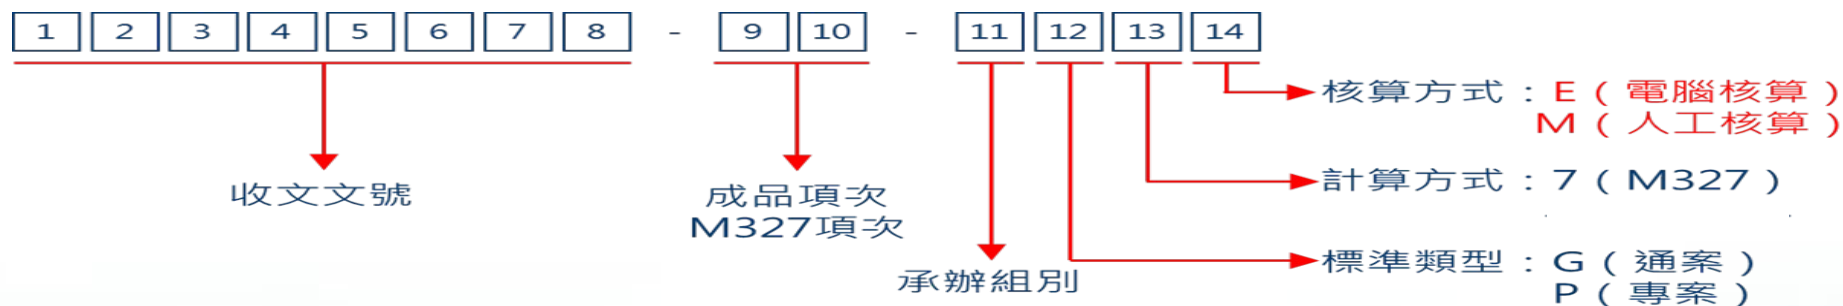 1 2 3 4 5 6 7 8 - 9 10 - 11 12 13 14
核算方式：E（電腦核算）
M（人工核算）
收文文號
成品項次
M327項次
計算方式：7（M327）
承辦組別
標準類型：G（通案）
P（專案）